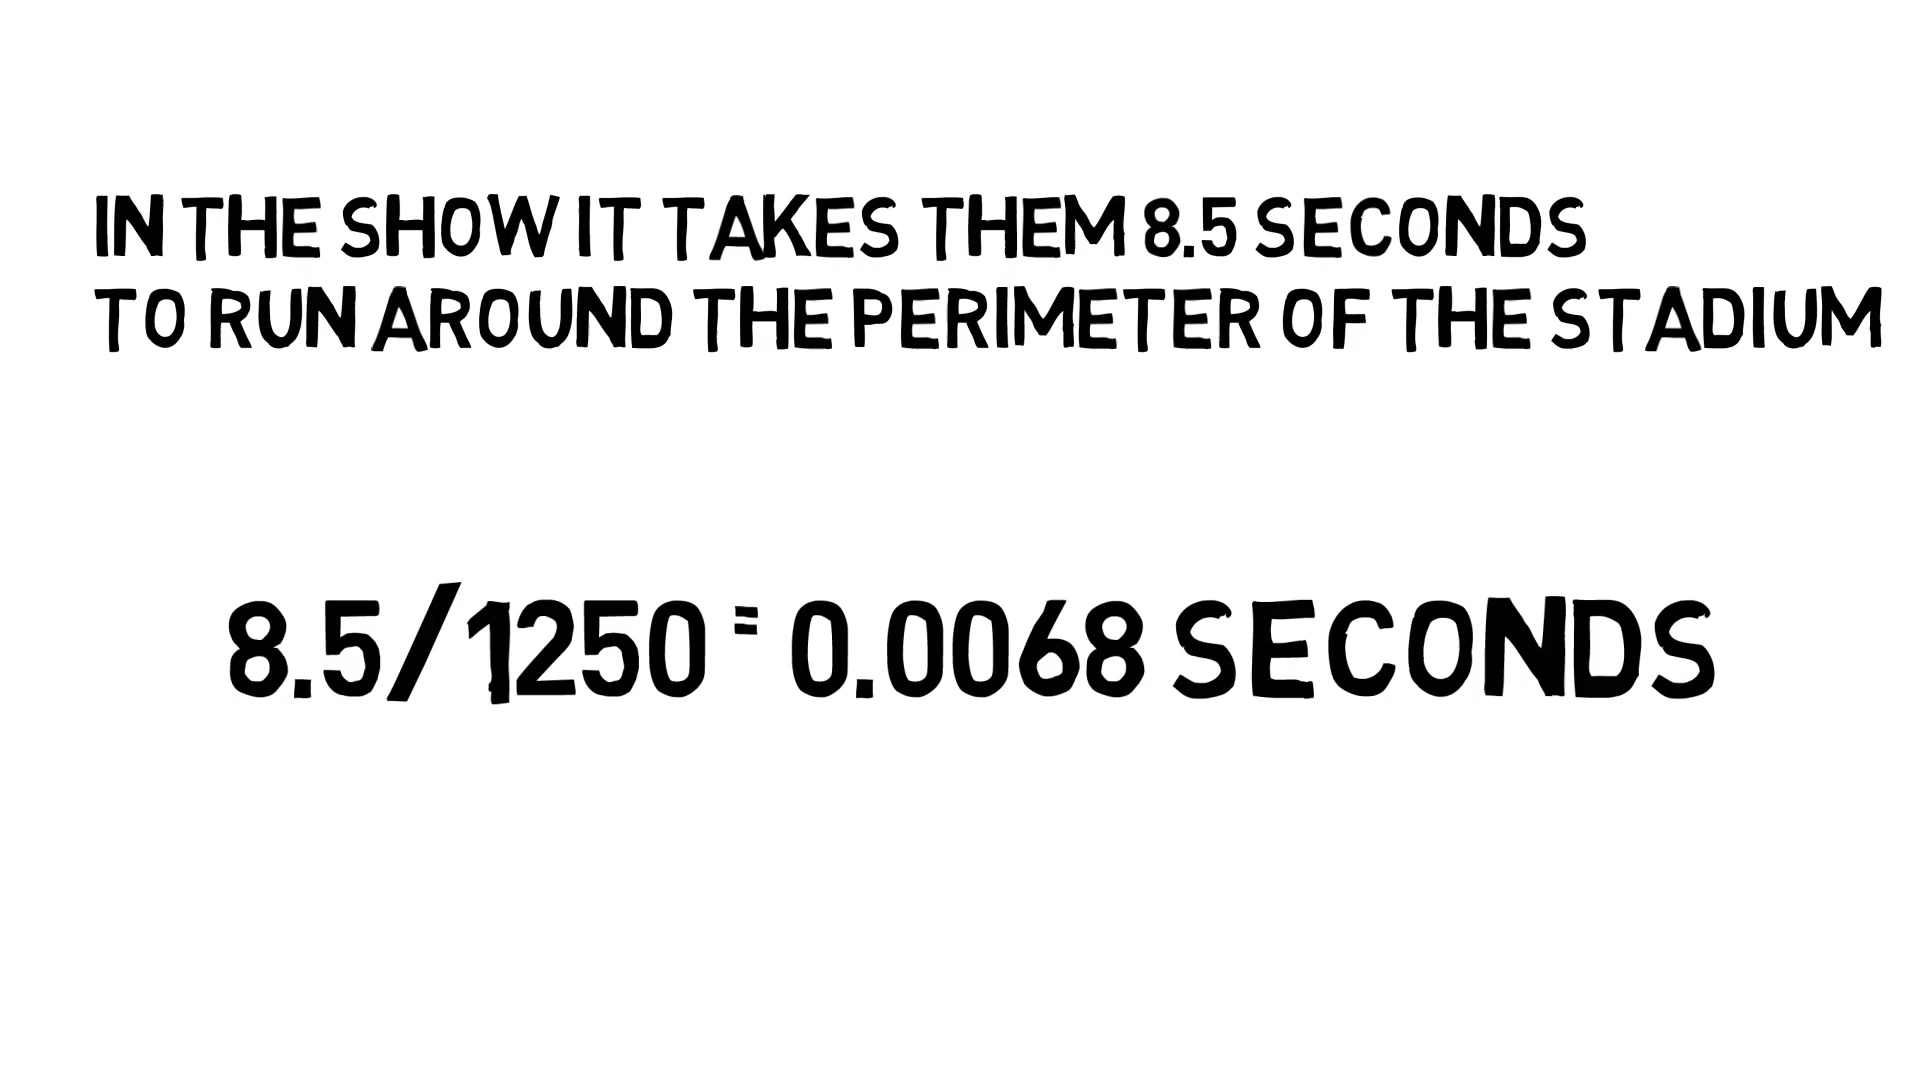 IN THE SHOW IT TAKES THEM 8.5 SECONDS
TO RUN AROUND THE PERIMETER OF THE STADIUM
8.5/1250 = 0.0068 SECONDS